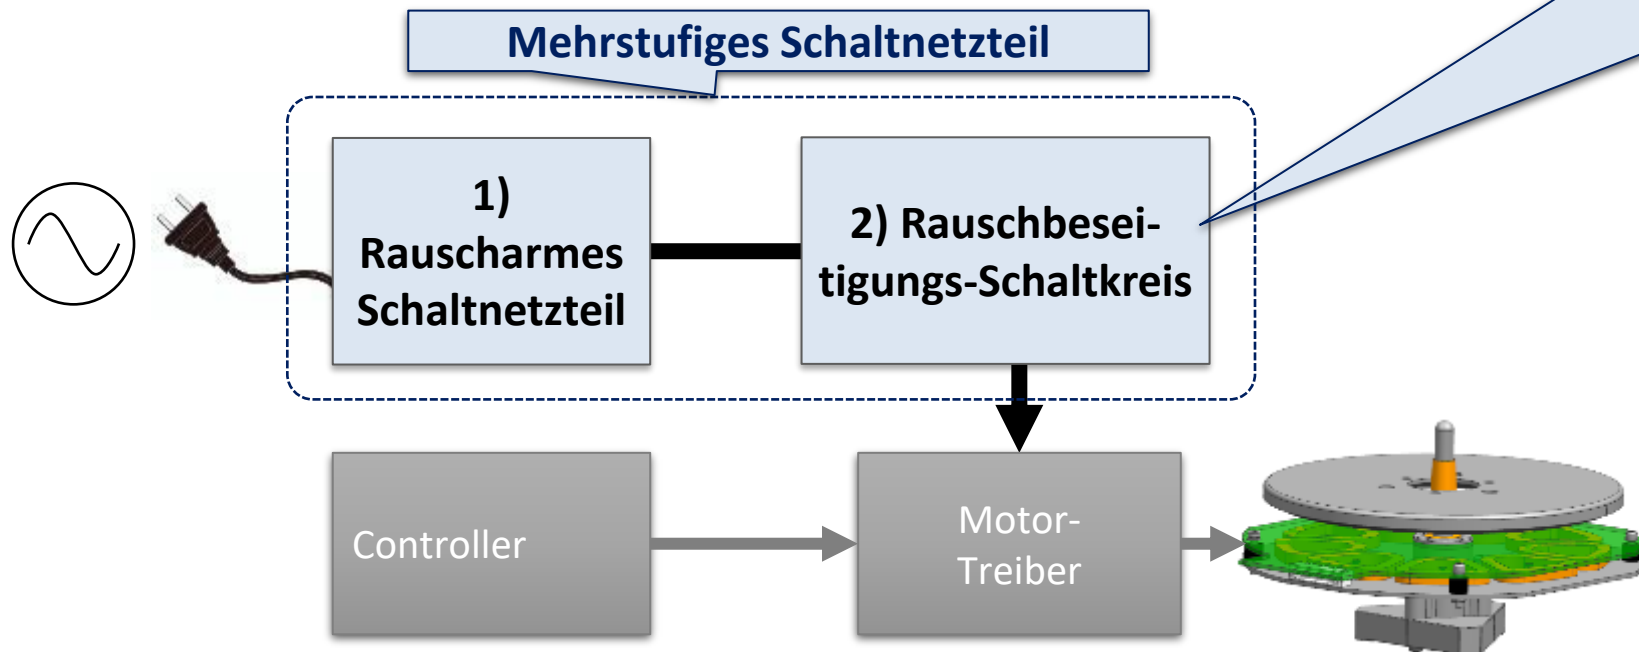 Mehrstufiges Schaltnetzteil
1)
Rauscharmes
Schaltnetzteil
2) Rauschbesei-
tigungs-Schaltkreis
Controller
Motor-
Treiber